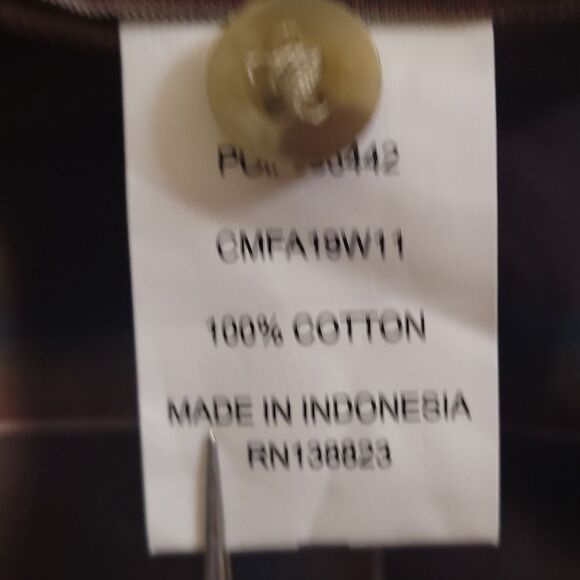 CMFA19W11
100% COTTON
MADE IN INDONESIA
RN138823